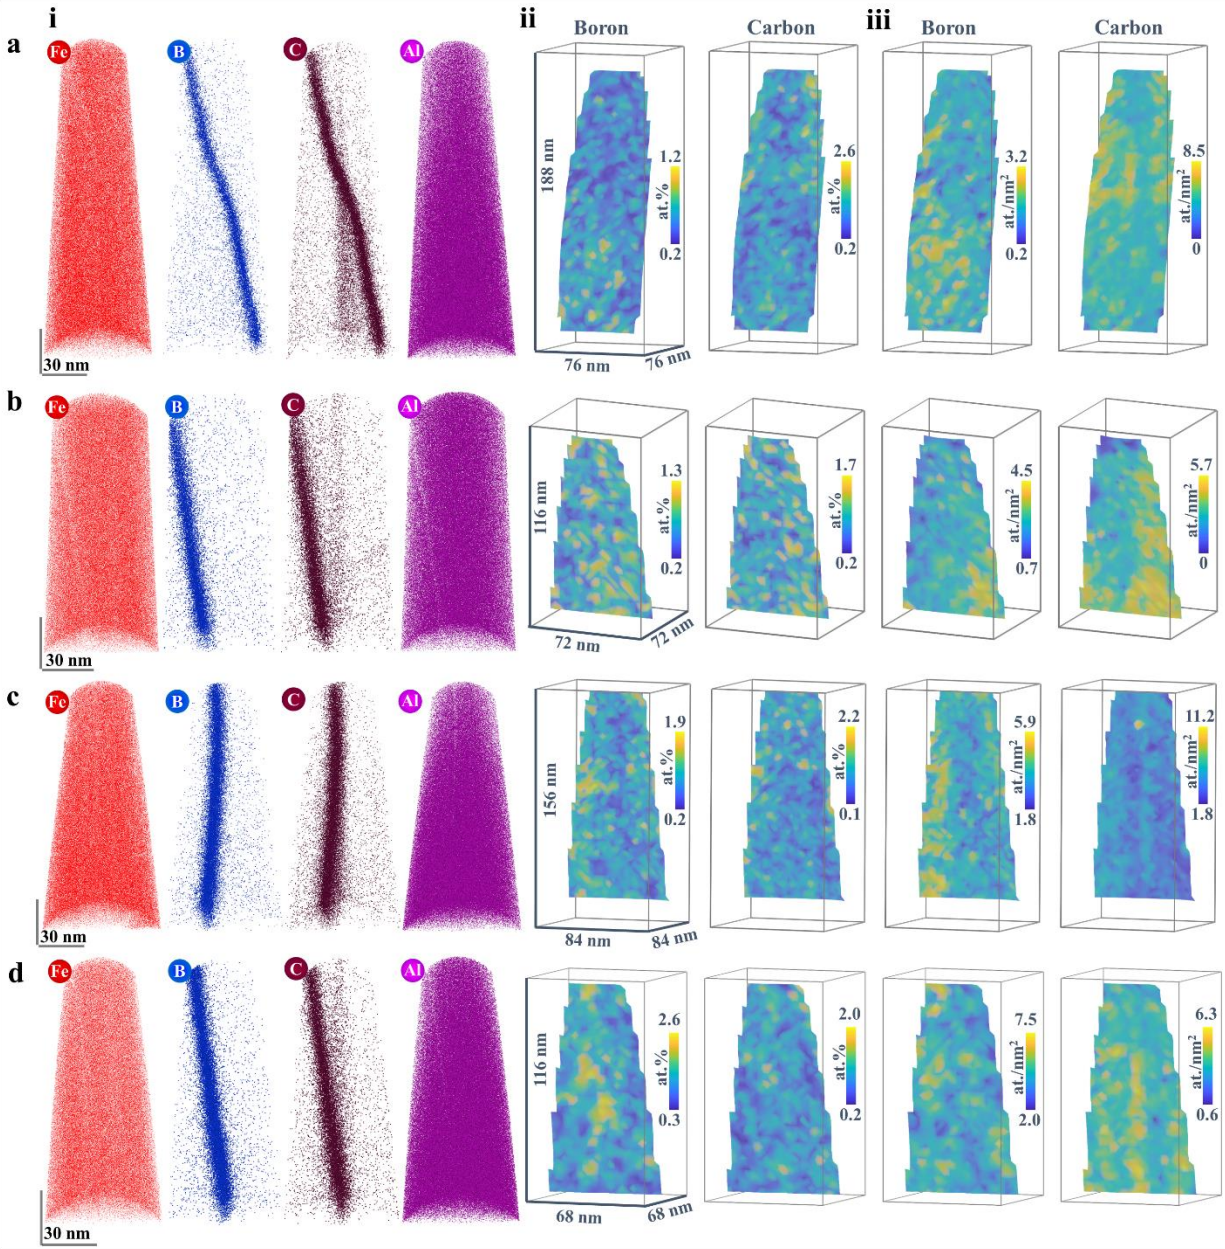 i ii iii
Boron Carbon Boron Carbon
a Fe B C Al
188 nm
1.2 2.6 3.2 8.5
at.% at.% at./nm² at./nm²
0.2 0.2 0.2 0
30 nm 76 nm 76 nm
b Fe B C Al
116 nm
1.3 1.7 4.5 5.7
at.% at.% at./nm² at./nm²
0.2 0.2 0.7 0
30 nm 72 nm 72 nm
c Fe B C Al
156 nm
1.9 2.2 5.9 11.2
at.% at.% at./nm² at./nm²
0.2 0.1 1.8 1.8
30 nm 84 nm 84 nm
d Fe B C Al
116 nm
2.6 2.0 7.5 6.3
at.% at.% at./nm² at./nm²
0.3 0.2 2.0 0.6
30 nm 68 nm 68 nm